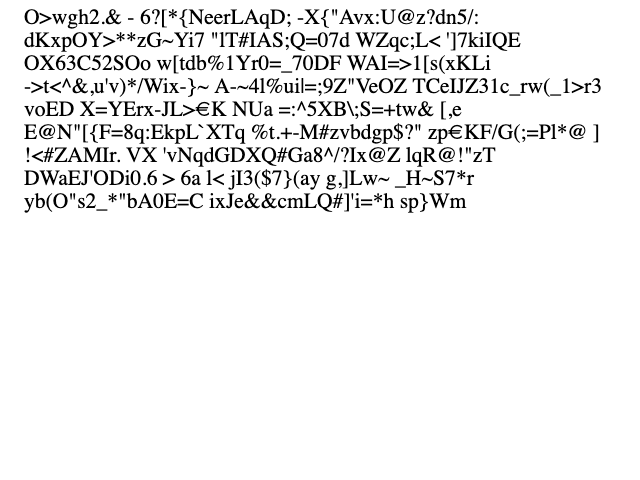 O>wgh2.& - 6?[*{NeerLAqD; -X{"Avx:U@z?dn5/:
dKxpOY>**zG~Yi7 "lT#IAS;Q=07d WZqc;L< ']7kiIQE
OX63C52SOo w[tdb%1Yr0=_70DF WAI=>1[s(xKLi
->t<^&,u'v)*/Wix-}~ A-~4l%ui|=;9Z"VeOZ TCeIJZ31c_rw(_1>r3
voED X=YErx-JL>€K NUa =:^5XB\;S=+tw& [,e
E@N"[{F=8q:EkpL`XTq %t.+-M#zvbdgp$?" zp€KF/G(;=Pl*@ ]
!<#ZAMIr. VX 'vNqdGDXQ#Ga8^/?Ix@Z lqR@!"zT
DWaEJ'ODi0.6 > 6a l< jI3($7}(ay g,]Lw~ _H~S7*r
yb(O"s2_*"bA0E=C ixJe&&cmLQ#]'i=*h sp}Wm